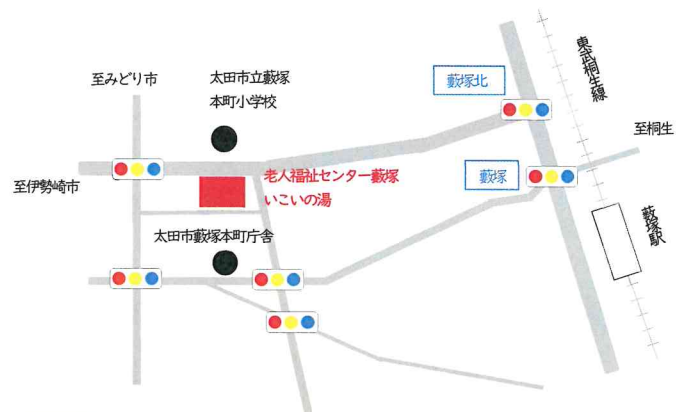 至みどり市
太田市立藪塚
本町小学校
藪塚北
東武桐生線
至桐生
至伊勢崎市
老人福祉センター藪塚
いこいの湯
藪塚
藪塚駅
太田市藪塚本町庁舎